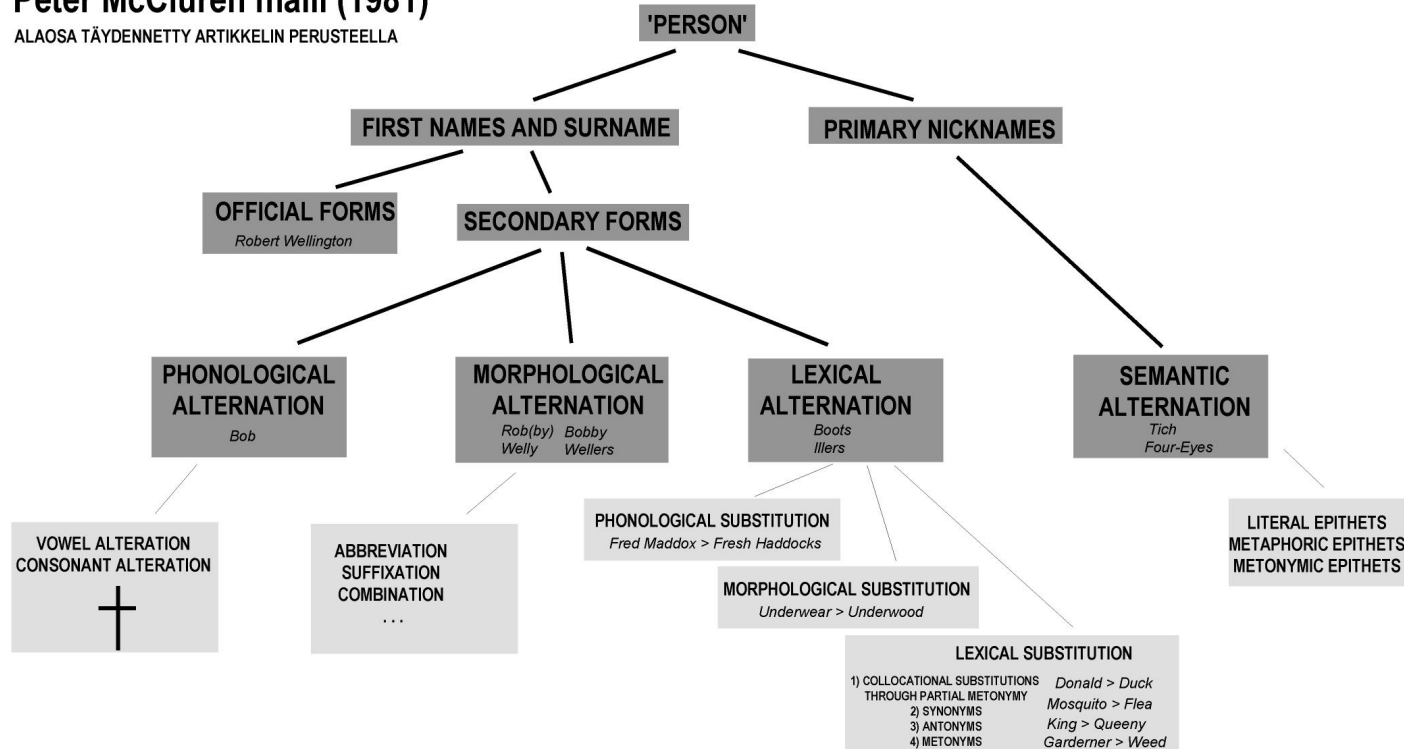 Peter McCluren malli (1981)
ALAOSA TÄYDENNETTY ARTIKKELIN PERUSTEELLA
'PERSON'
FIRST NAMES AND SURNAME
PRIMARY NICKNAMES
OFFICIAL FORMS
Robert Wellington
SECONDARY FORMS
PHONOLOGICAL
ALTERNATION
Bob
MORPHOLOGICAL
ALTERNATION
Rob(by) Bobby
Welly Wellers
LEXICAL
ALTERNATION
Boots
Illers
SEMANTIC
ALTERNATION
Tich
Four-Eyes
VOWEL ALTERATION
CONSONANT ALTERATION
ABBREVIATION
SUFFIXATION
COMBINATION
...
PHONOLOGICAL SUBSTITUTION
Fred Maddox > Fresh Haddocks
MORPHOLOGICAL SUBSTITUTION
Underwear > Underwood
LEXICAL SUBSTITUTION
1) COLLOCATIONAL SUBSTITUTIONS
THROUGH PARTIAL METONYMY
2) SYNONYMS
3) ANTONYMS
4) METONYMS
Donald > Duck
Mosquito > Flea
King > Queeny
Garderner > Weed
LITERAL EPITHETS
METAPHORIC EPITHETS
METONYMIC EPITHETS